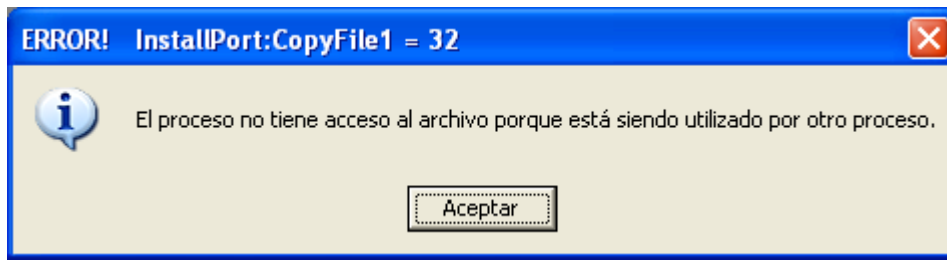 ERROR! InstallPort:CopyFile1 = 32
El proceso no tiene acceso al archivo porque está siendo utilizado por otro proceso.
Aceptar